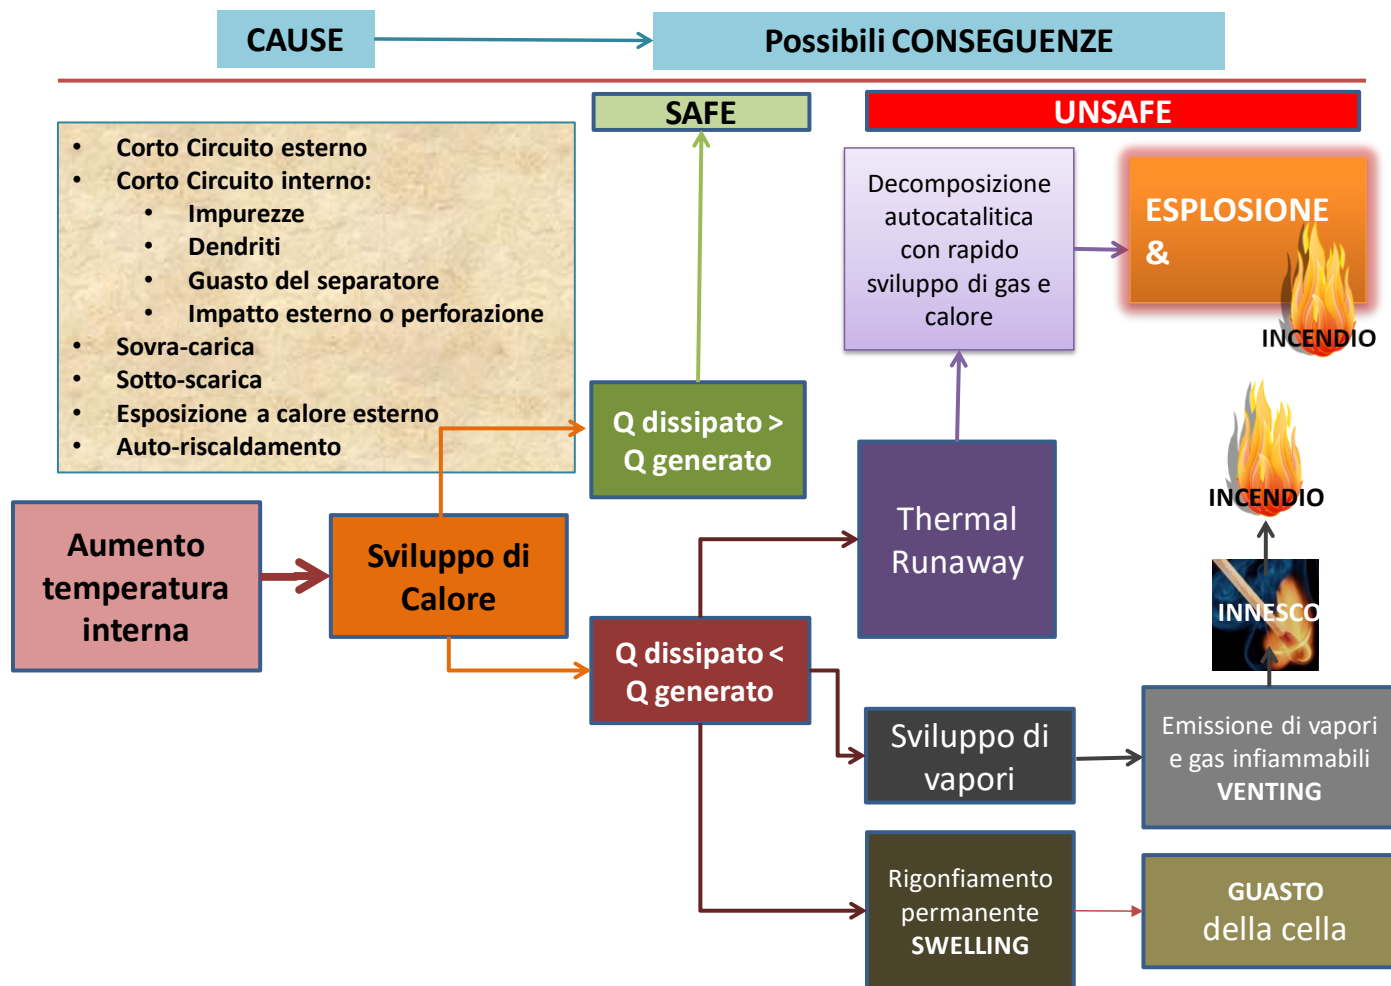 CAUSE
Possibili CONSEGUENZE
SAFE
UNSAFE
• Corto Circuito esterno
• Corto Circuito interno:
• Impurezze
• Dendriti
• Guasto del separatore
• Impatto esterno o perforazione
• Sovra-carica
• Sotto-scarica
• Esposizione a calore esterno
• Auto-riscaldamento
Decomposizione
autocatalitica
con rapido
sviluppo di gas e
calore
ESPLOSIONE
&
INCENDIO
Q dissipato >
Q generato
Thermal
Runaway
INCENDIO
INNESCO
Aumento
temperatura
interna
Sviluppo di
Calore
Q dissipato <
Q generato
Sviluppo di
vapori
Emissione di vapori
e gas infiammabili
VENTING
Rigonfiamento
permanente
SWELLING
GUASTO
della cella